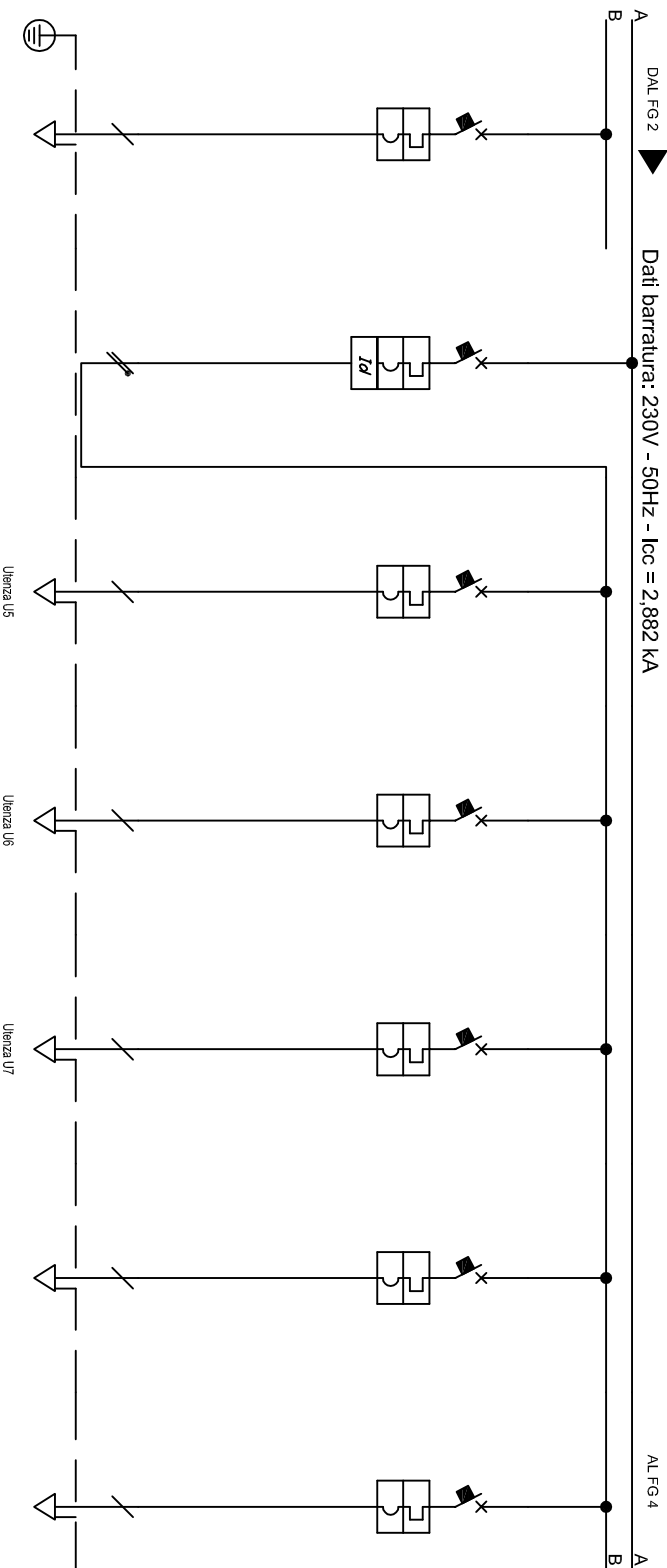 A
B
DAL FG 2
Dati barratura: 230V - 50Hz - Icc = 2,882 kA
AL FG 4
A
B
Id
Utenza U5
Utenza U6
Utenza U7